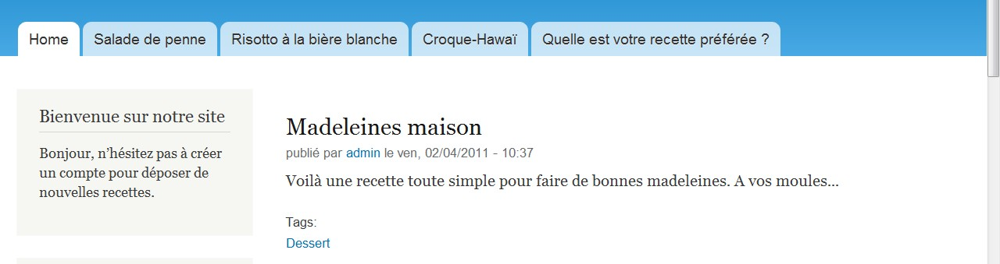 Home
Salade de penne
Risotto à la bière blanche
Croque-Hawaï
Quelle est votre recette préférée ?
Bienvenue sur notre site
Bonjour, n’hésitez pas à créer
un compte pour déposer de
nouvelles recettes.
Madeleines maison
publié par admin le ven, 02/04/2011 - 10:37
Voilà une recette toute simple pour faire de bonnes madeleines. A vos moules...
Tags:
Dessert